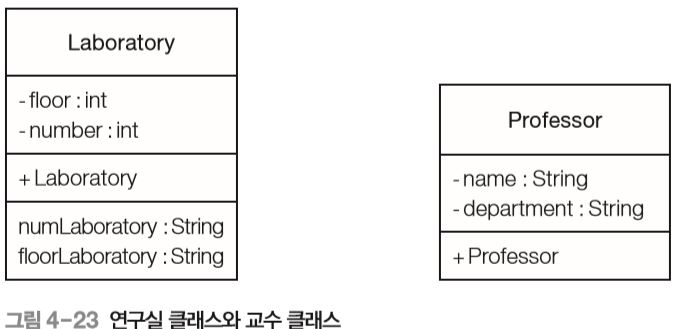 Laboratory
- floor : int
- number : int
+ Laboratory
numLaboratory : String
floorLaboratory : String
Professor
- name : String
- department : String
+ Professor
그림 4-23 연구실 클래스와 교수 클래스